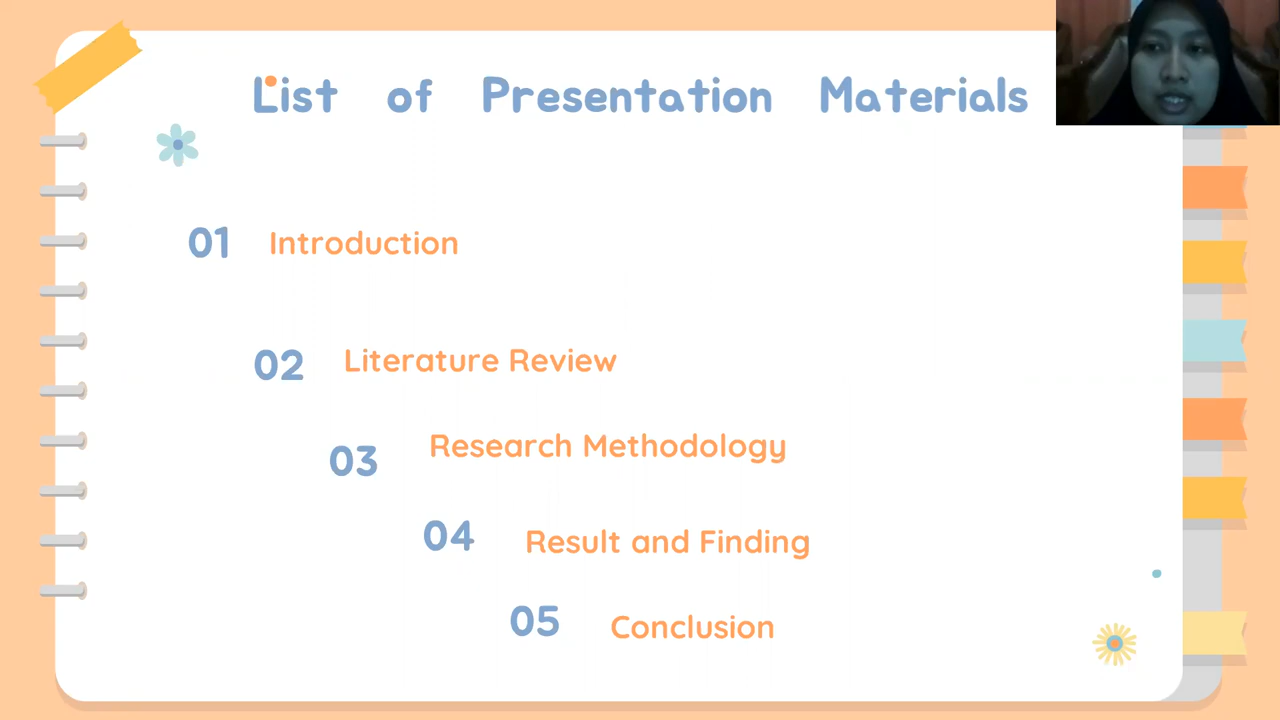 List of Presentation Materials
01 Introduction
02 Literature Review
03 Research Methodology
04 Result and Finding
05 Conclusion